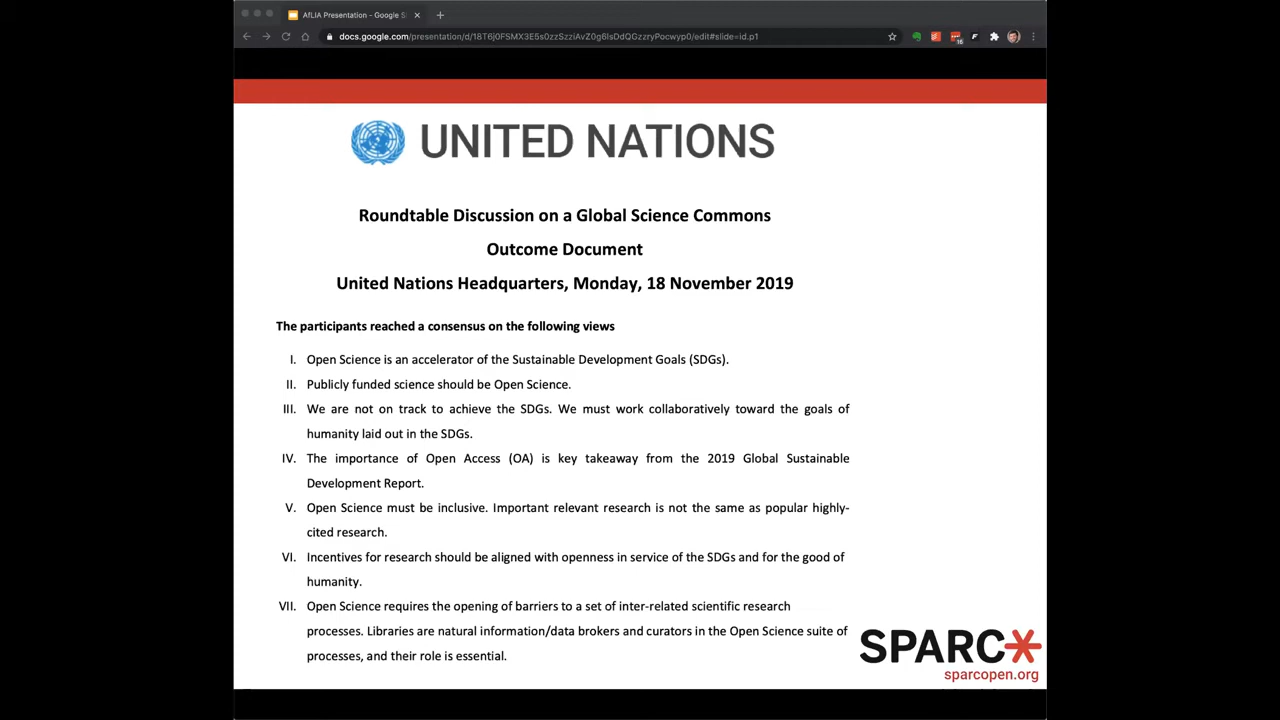 AfLIA Presentation - Google S
docs.google.com/presentation/d/18T6j0FSMX3E5s0zzSzziAvZ0g6lsDdQGzzryPocwyp0/edit#slide=id.p1
UNITED NATIONS
Roundtable Discussion on a Global Science Commons
Outcome Document
United Nations Headquarters, Monday, 18 November 2019
The participants reached a consensus on the following views
I. Open Science is an accelerator of the Sustainable Development Goals (SDGs).
II. Publicly funded science should be Open Science.
III. We are not on track to achieve the SDGs. We must work collaboratively toward the goals of
humanity laid out in the SDGs.
IV. The importance of Open Access (OA) is key takeaway from the 2019 Global Sustainable
Development Report.
V. Open Science must be inclusive. Important relevant research is not the same as popular highly-
cited research.
VI. Incentives for research should be aligned with openness in service of the SDGs and for the good of
humanity.
VII. Open Science requires the opening of barriers to a set of inter-related scientific research
processes. Libraries are natural information/data brokers and curators in the Open Science suite of
processes, and their role is essential.
SPARC
sparcopen.org